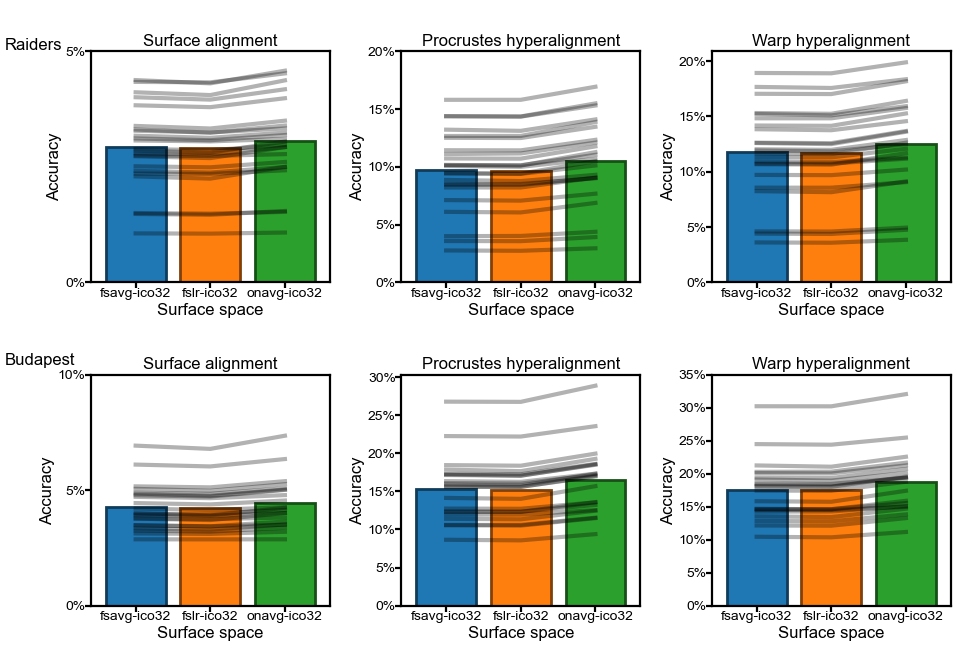 Raiders
Surface alignment
Procrustes hyperalignment
Warp hyperalignment
5%
0%
Accuracy
fsavg-ico32 fslr-ico32 onavg-ico32
Surface space
20%
15%
10%
5%
0%
Accuracy
fsavg-ico32 fslr-ico32 onavg-ico32
Surface space
20%
15%
10%
5%
0%
Accuracy
fsavg-ico32 fslr-ico32 onavg-ico32
Surface space
Budapest
Surface alignment
Procrustes hyperalignment
Warp hyperalignment
10%
5%
0%
Accuracy
fsavg-ico32 fslr-ico32 onavg-ico32
Surface space
30%
25%
20%
15%
10%
5%
0%
Accuracy
fsavg-ico32 fslr-ico32 onavg-ico32
Surface space
35%
30%
25%
20%
15%
10%
5%
0%
Accuracy
fsavg-ico32 fslr-ico32 onavg-ico32
Surface space